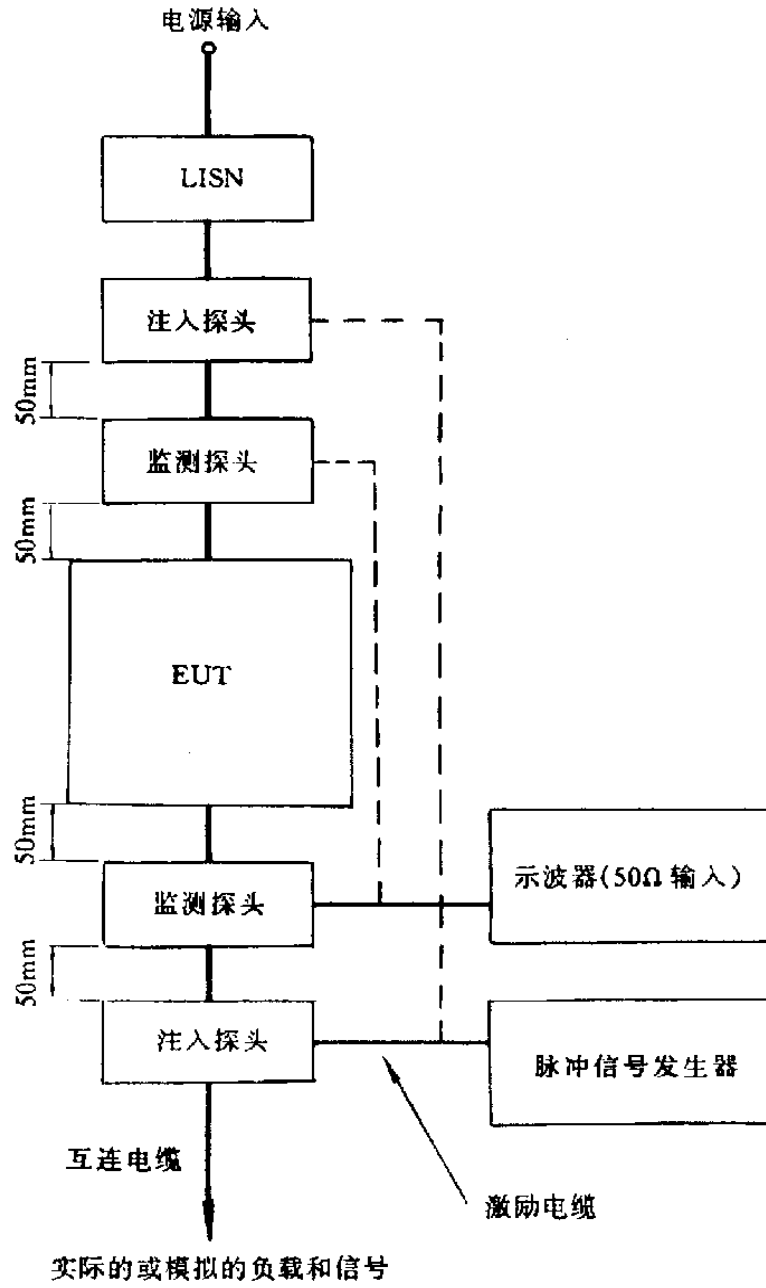 电源输入
LISN
注入探头
50mm
监测探头
50mm
EUT
50mm
监测探头
示波器(50Ω 输入)
50mm
注入探头
脉冲信号发生器
互连电缆
激励电缆
实际的或模拟的负载和信号